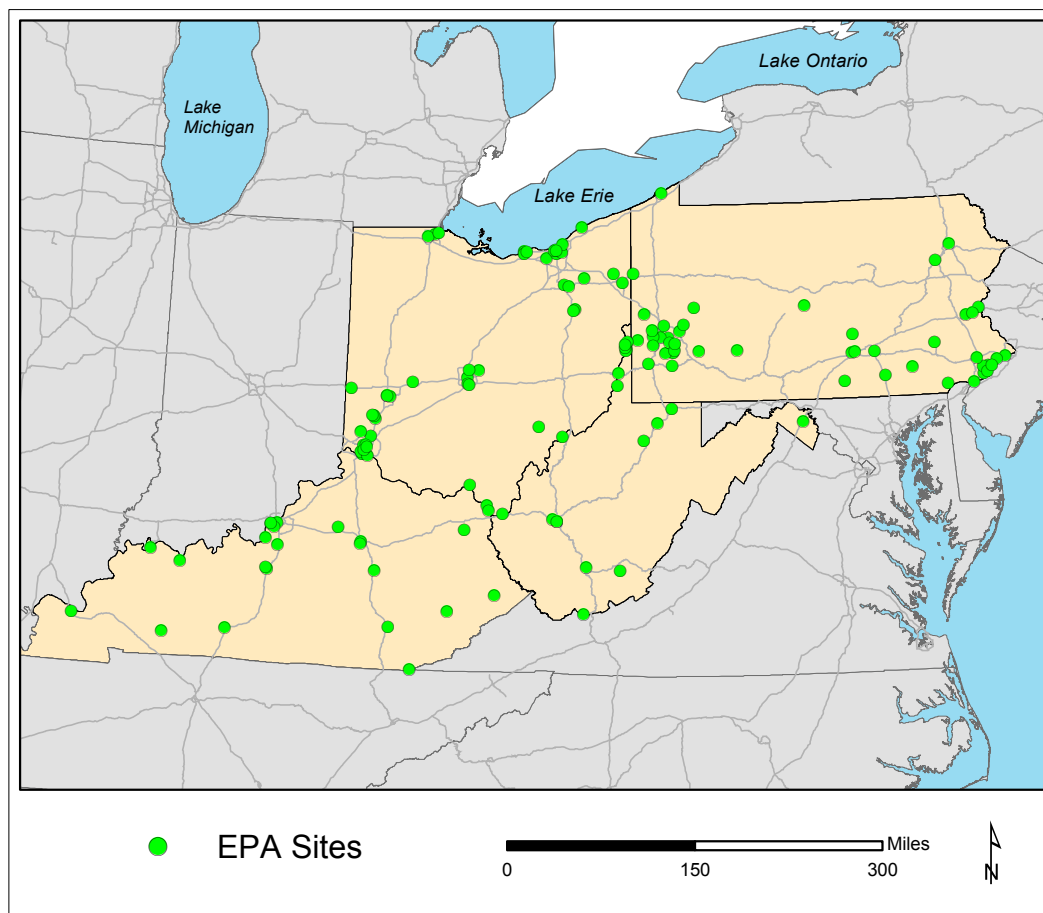 Lake Ontario
Lake
Michigan
Lake Erie
EPA Sites
Miles
0
150
300
N